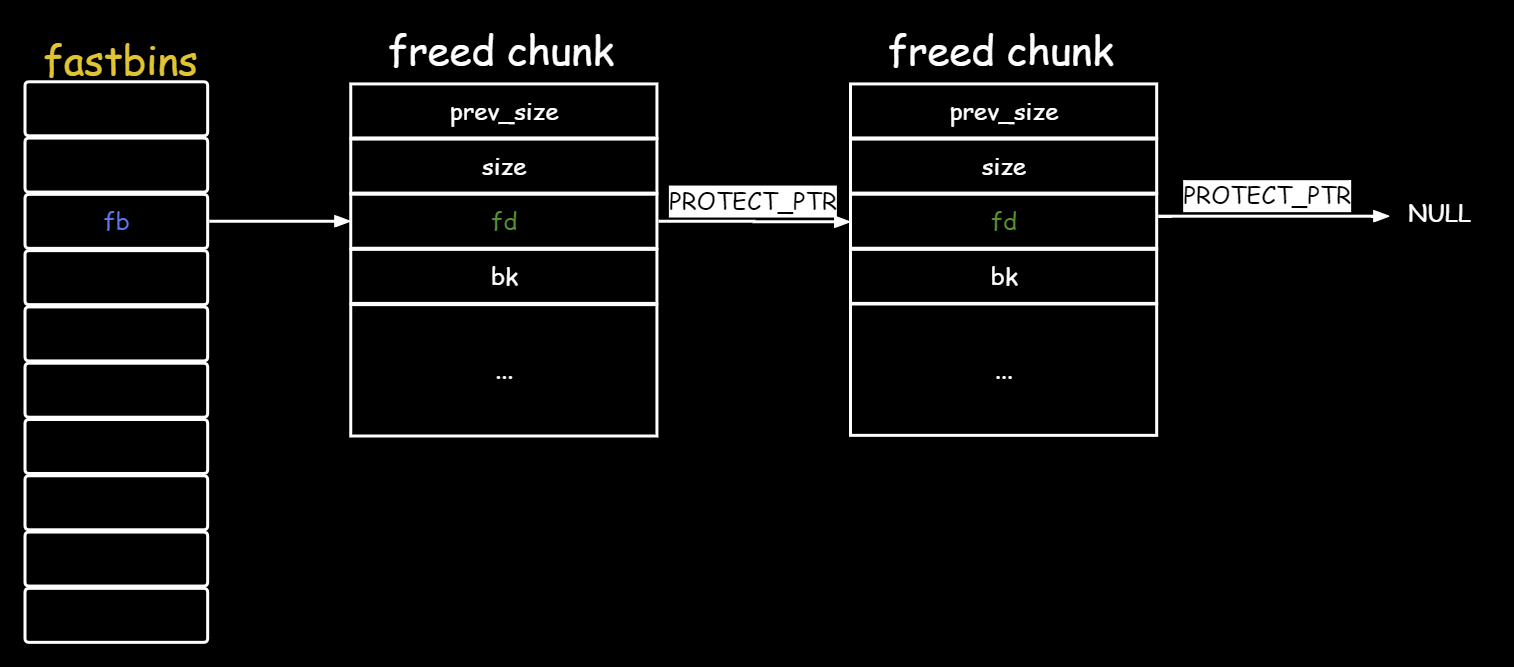 fastbins
fb
freed chunk
prev_size
size
fd
bk
...
PROTECT_PTR
freed chunk
prev_size
size
fd
bk
...
PROTECT_PTR
NULL